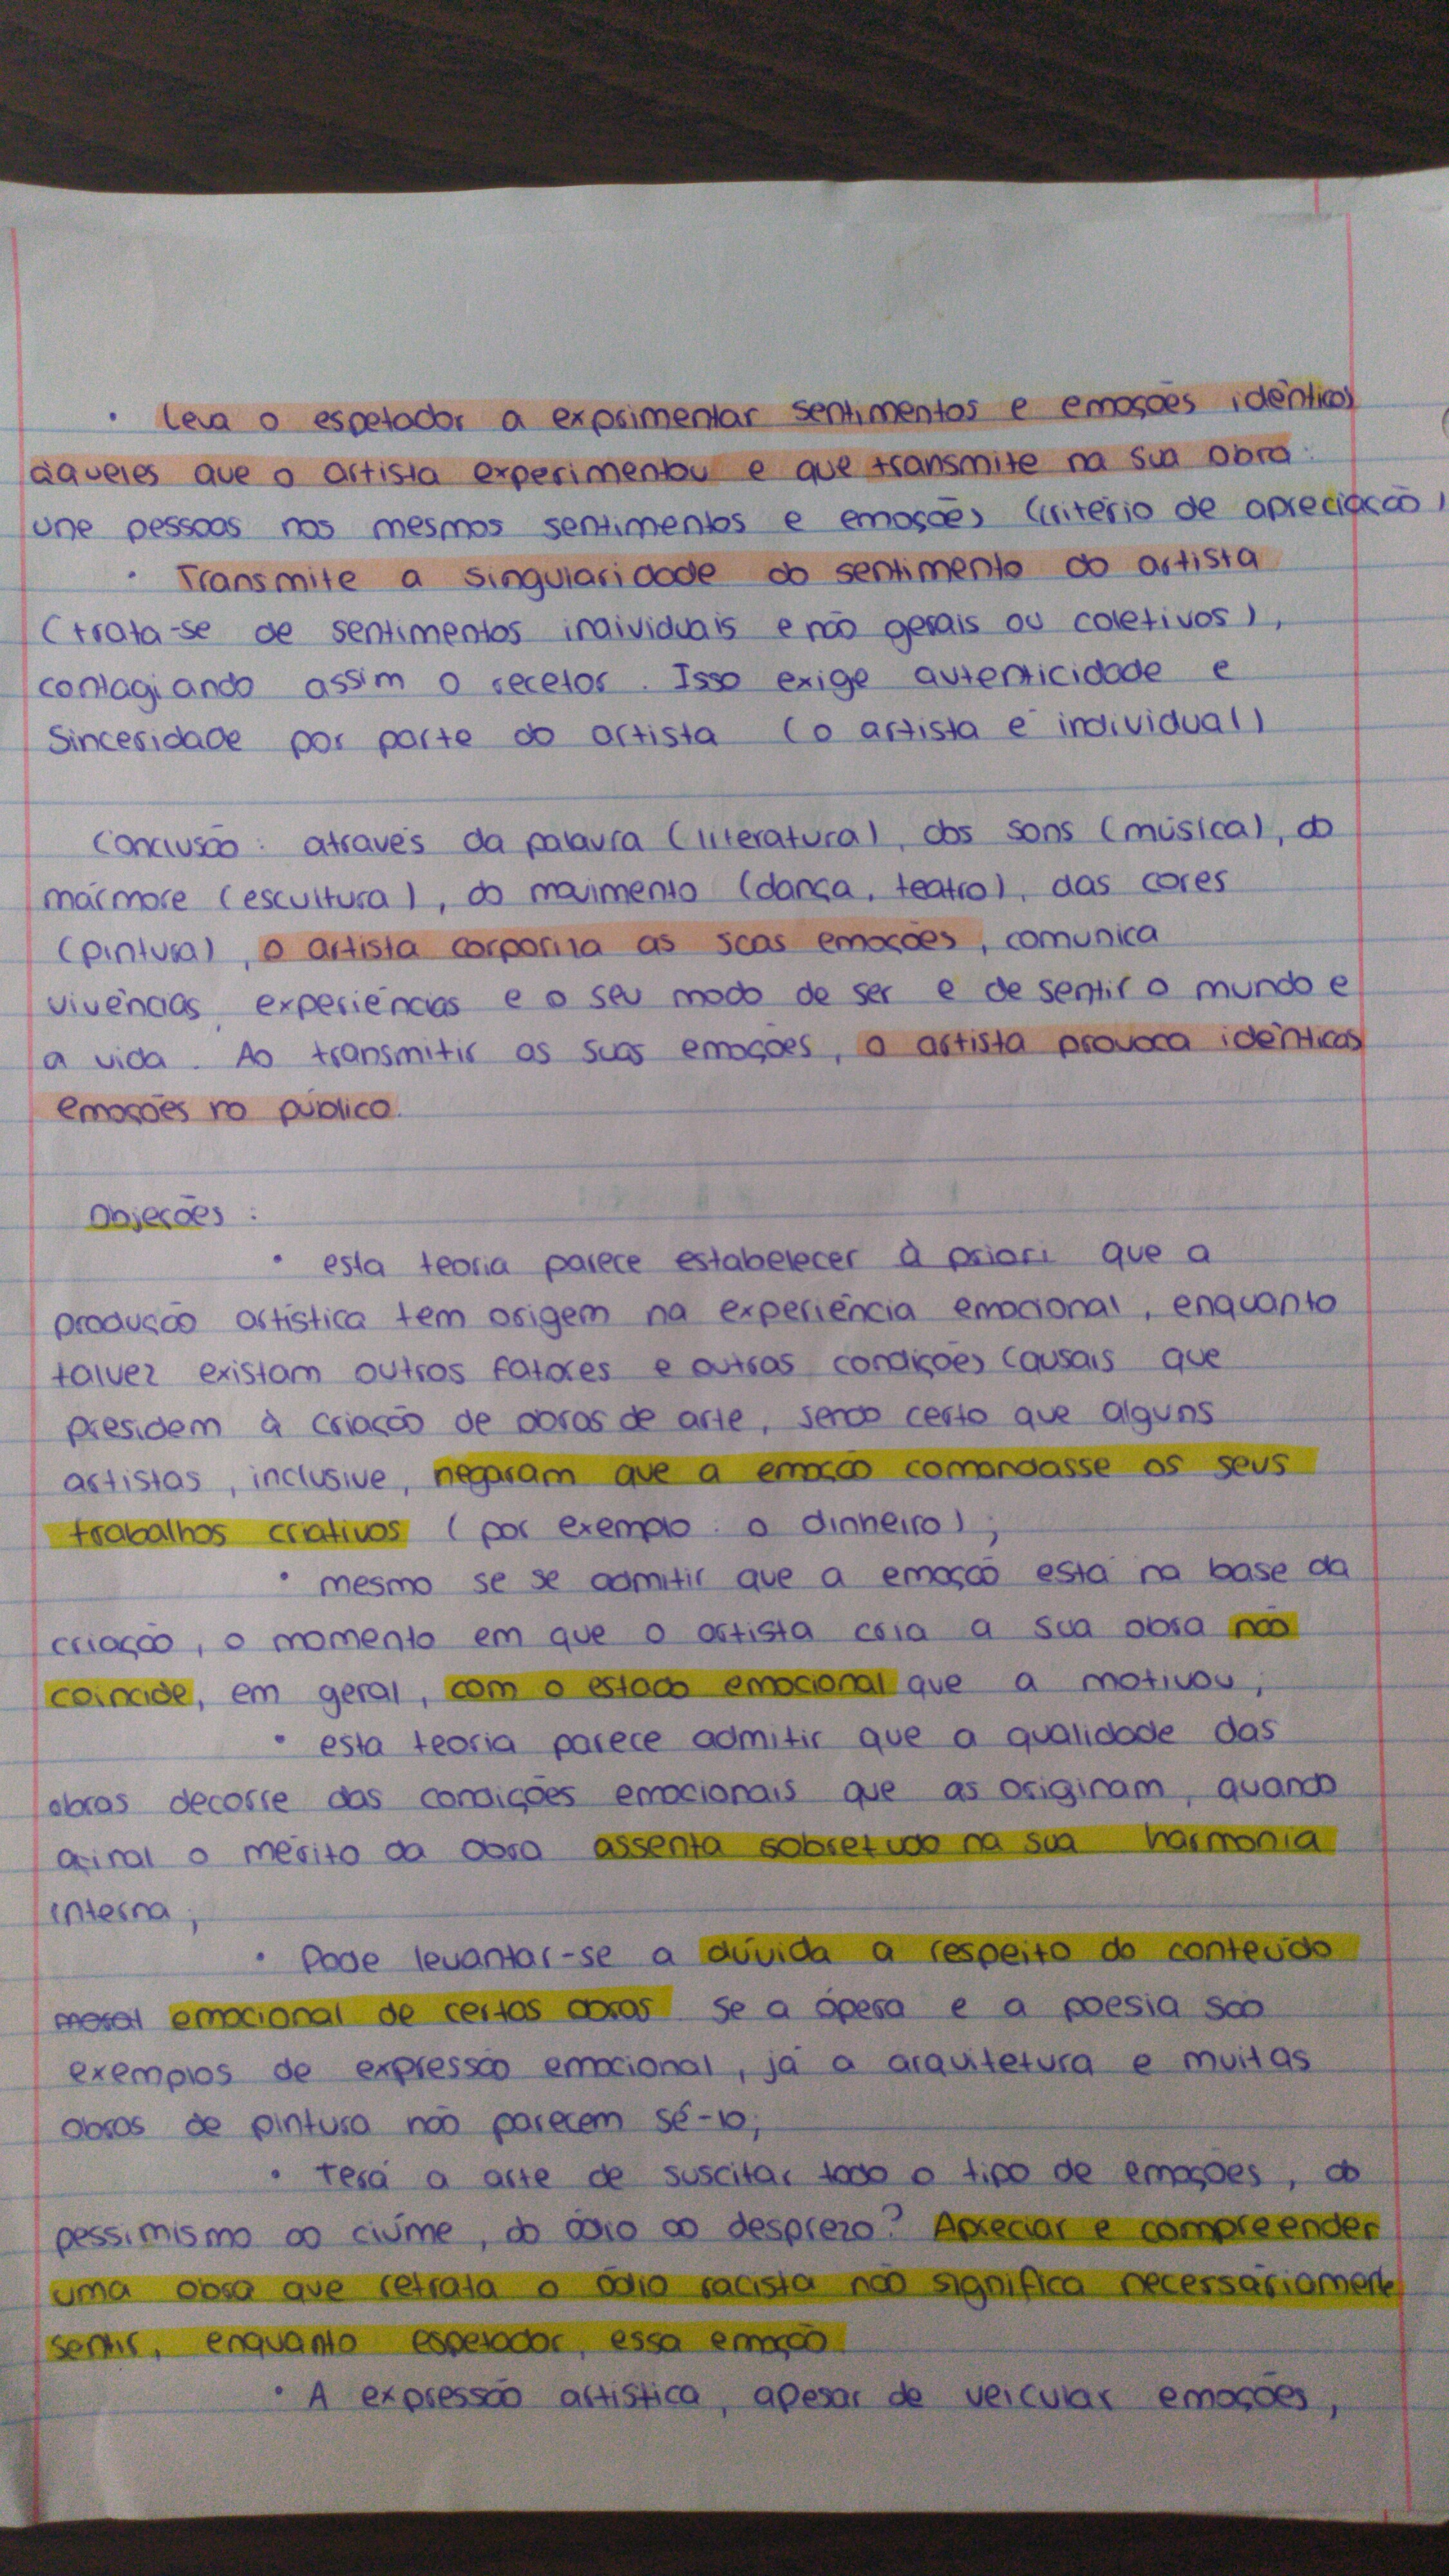 • Leva o espetador a exprimentar sentimentos e emoções idênticos
àqueles que o artista experimentou e que transmite na sua obra:
une pessoas nos mesmos sentimentos e emoções (critério de apreciação)
• Transmite a singularidade do sentimento do artista
(trata-se de sentimentos individuais e não gerais ou coletivos),
contagiando assim o recetor. Isso exige autenticidade e
sinceridade por parte do artista (o artista é individual)
Conclusão: através da palavra (literatura), dos sons (música), do
mármore (escultura), do movimento (dança, teatro), das cores
(pintura), o artista corporiza as suas emoções, comunica
vivências, experiências e o seu modo de ser e de sentir o mundo e
a vida. Ao transmitir as suas emoções, o artista provoca idênticas
emoções no público.
Objeções:
• esta teoria parece estabelecer à priori que a
produção artística tem origem na experiência emocional, enquanto
talvez existam outros fatores e outras condições causais que
presidem à criação de obras de arte, sendo certo que alguns
artistas, inclusive, negaram que a emoção comandasse os seus
trabalhos criativos (por exemplo: o dinheiro);
• mesmo se se admitir que a emoção está na base da
criação, o momento em que o artista cria a sua obra não
coincide, em geral, com o estado emocional que a motivou;
• esta teoria parece admitir que a qualidade das
obras decorre das condições emocionais que as originam, quando
afinal o mérito da obra assenta sobretudo na sua harmonia
interna;
• Pode levantar-se a dúvida a respeito do conteúdo
moral emocional de certas obras se a ópera e a poesia são
exemplos de expressão emocional, já a arquitetura e muitas
obras de pintura não parecem sê-lo;
• Terá a arte de suscitar todo o tipo de emoções, do
pessimismo ao ciúme, do ódio ao desprezo? Apreciar e compreender
uma obra que retrata o ódio racista não significa necessáriamente
sentir, enquanto espetador, essa emoção
• A expressão artística, apesar de veicular emoções,